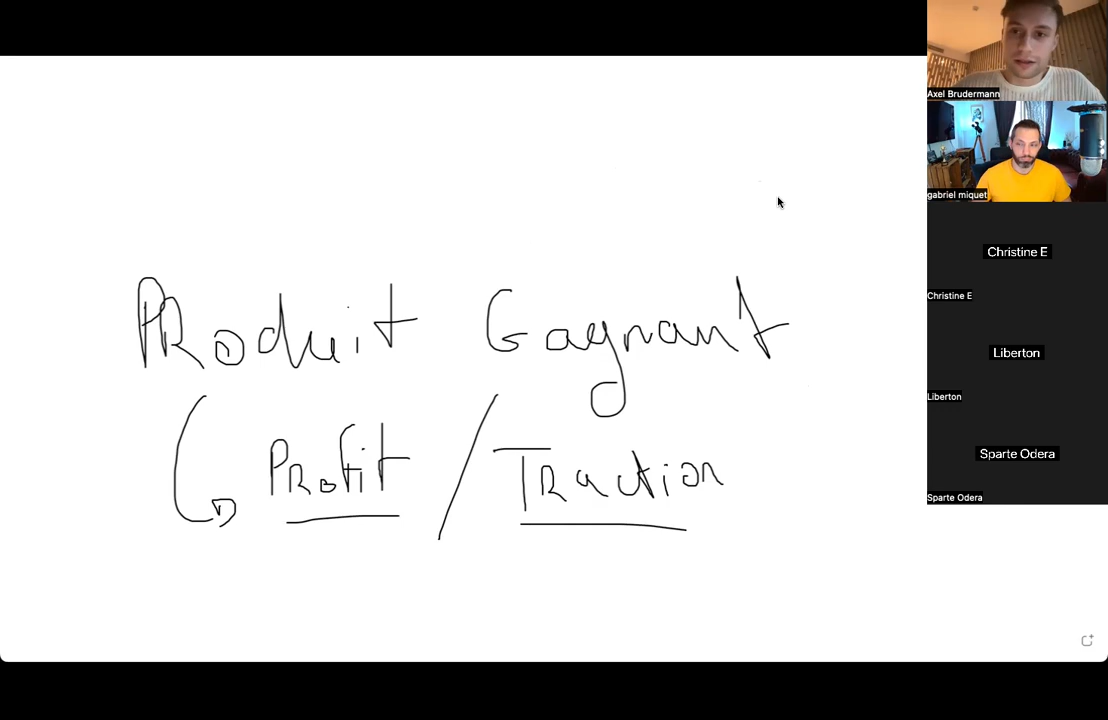 PRoduit Gagnant
PRofit / TRaction
Axel Brudermann
gabriel miquet
Christine E
Christine E
Liberton
Liberton
Sparte Odera
Sparte Odera